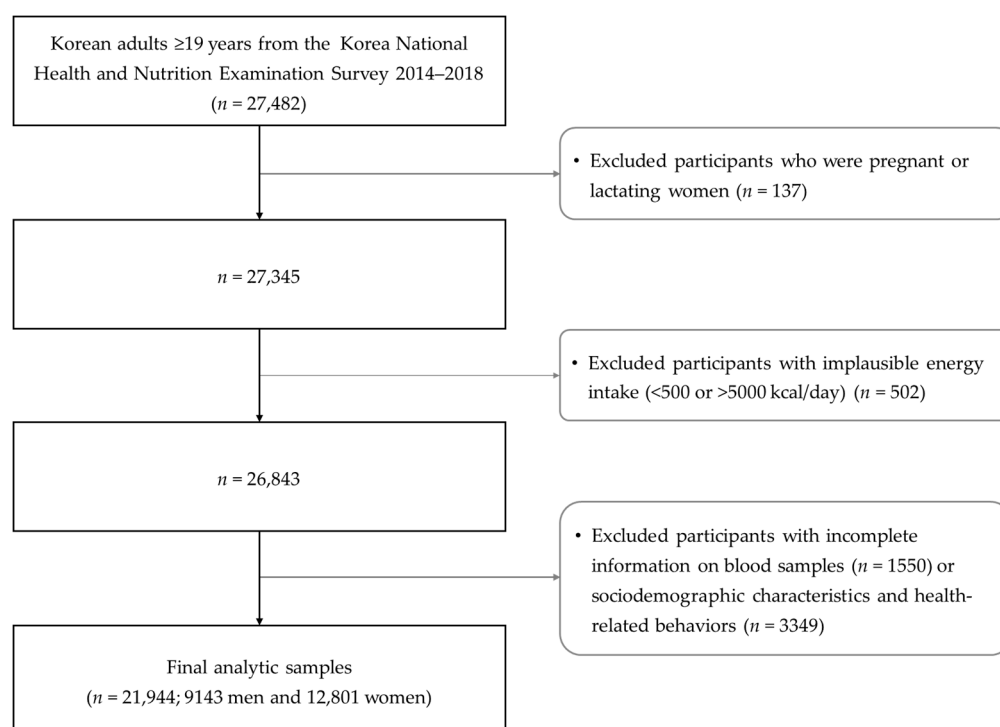 Korean adults ≥19 years from the Korea National
Health and Nutrition Examination Survey 2014–2018
(n = 27,482)
• Excluded participants who were pregnant or
lactating women (n = 137)
n = 27,345
• Excluded participants with implausible energy
intake (<500 or >5000 kcal/day) (n = 502)
n = 26,843
• Excluded participants with incomplete
information on blood samples (n = 1550) or
sociodemographic characteristics and health-
related behaviors (n = 3349)
Final analytic samples
(n = 21,944; 9143 men and 12,801 women)